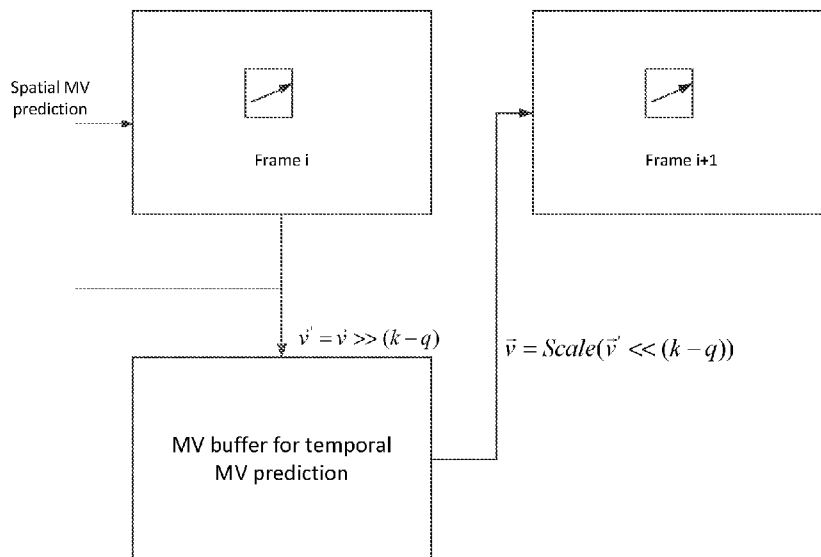 Spatial MV
prediction
Frame i
Frame i+1
v⃗' = v⃗ >> (k − q)
v⃗ = Scale(v⃗' << (k − q))
MV buffer for temporal
MV prediction